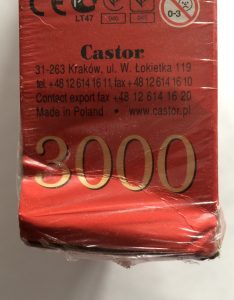 CE
LT47
0-3
Castor
31-263 Kraków, ul. W. Łokietka 119
tel. +48 12 614 16 11 fax +48 12 614 16 10
Contact export fax +48 12 614 16 20
Made in Poland • www.castor.pl
3000